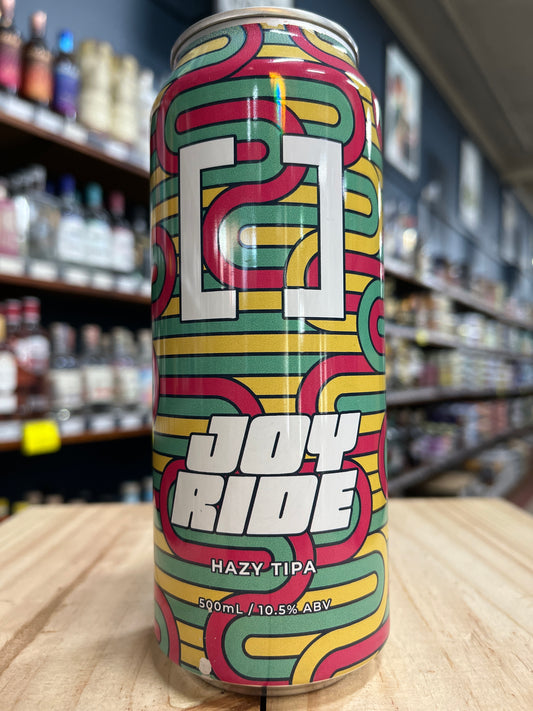 [ ]
JOY
RIDE
HAZY TIPA
500mL / 10.5% ABV